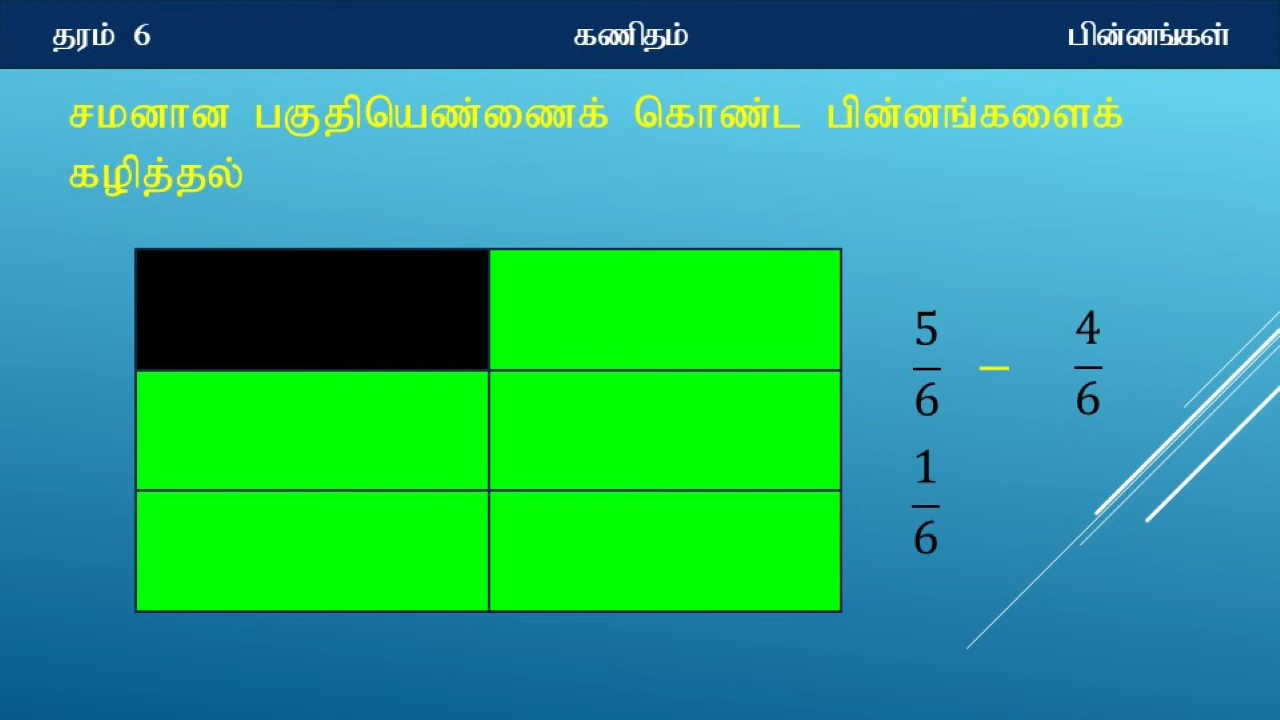 தரம் 6 கணிதம் பின்னங்கள்
சமனான பகுதியெண்ணைக் கொண்ட பின்னங்களைக்
கழித்தல்
5/6 – 4/6
1/6